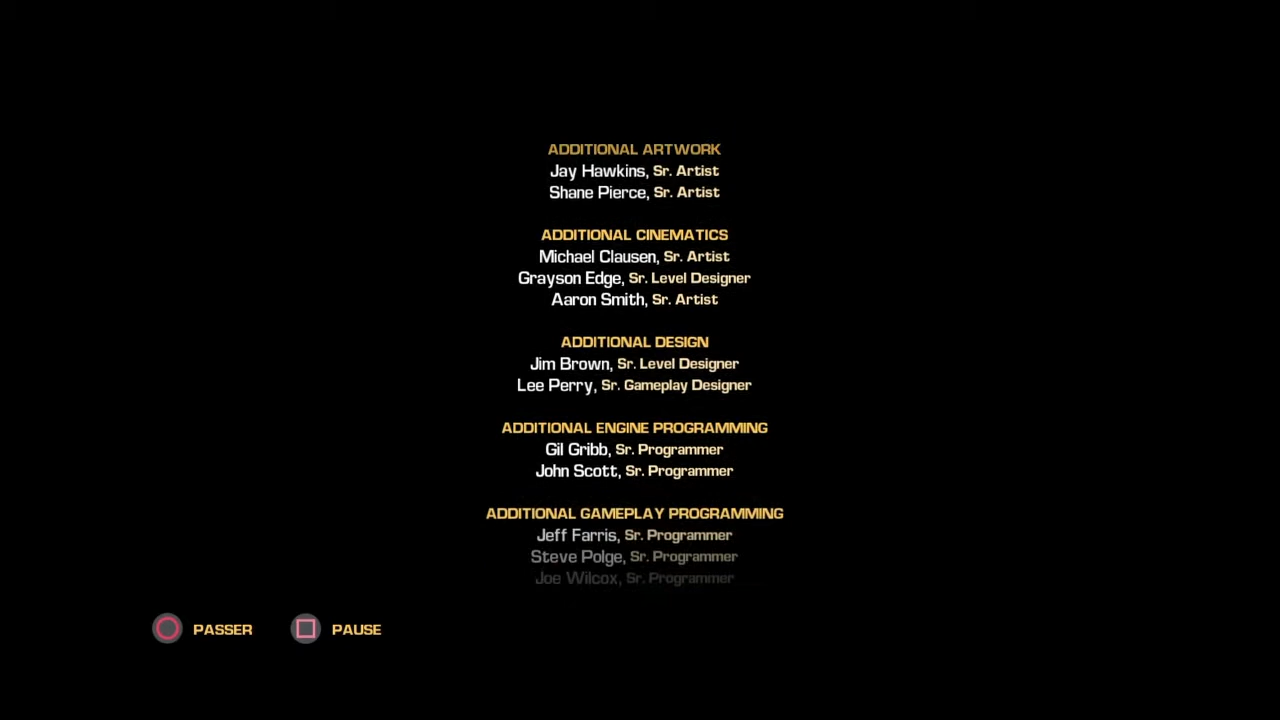 ADDITIONAL ARTWORK
Jay Hawkins, Sr. Artist
Shane Pierce, Sr. Artist
ADDITIONAL CINEMATICS
Michael Clausen, Sr. Artist
Grayson Edge, Sr. Level Designer
Aaron Smith, Sr. Artist
ADDITIONAL DESIGN
Jim Brown, Sr. Level Designer
Lee Perry, Sr. Gameplay Designer
ADDITIONAL ENGINE PROGRAMMING
Gil Gribb, Sr. Programmer
John Scott, Sr. Programmer
ADDITIONAL GAMEPLAY PROGRAMMING
Jeff Farris, Sr. Programmer
Steve Polge, Sr. Programmer
Joe Wilcox, Sr. Programmer
PASSER PAUSE